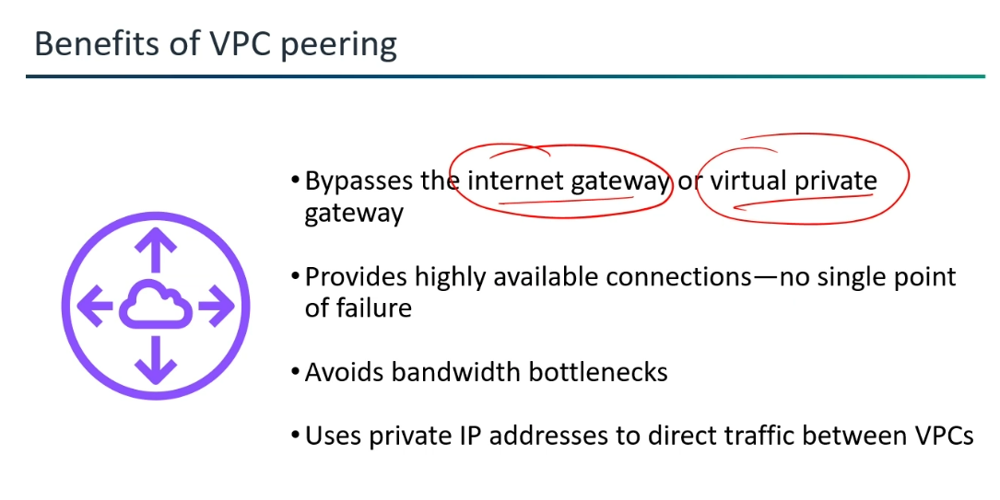 Benefits of VPC peering
•Bypasses the internet gateway or virtual private
gateway
•Provides highly available connections—no single point
of failure
•Avoids bandwidth bottlenecks
•Uses private IP addresses to direct traffic between VPCs